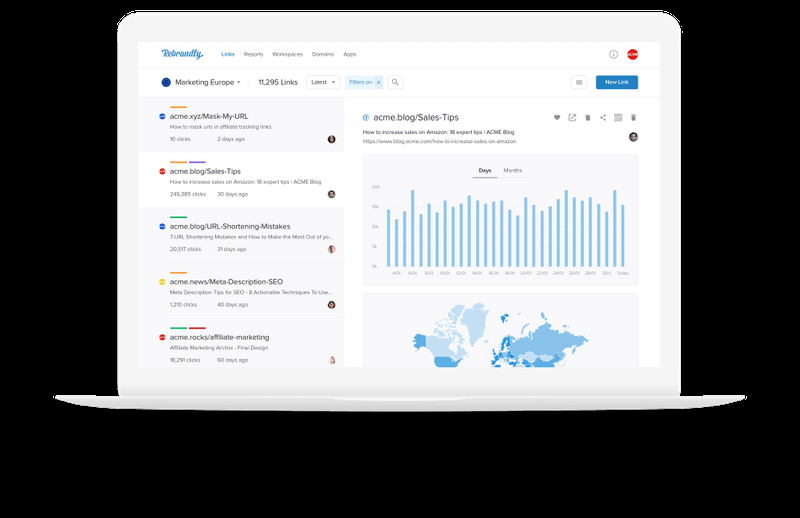 Rebrandly
Links Reports Workspaces Domains Apps
ACME
Marketing Europe 11,295 Links Latest Filters on × New Link
acme.xyz/Mask-My-URL
How to mask urls in affiliate tracking links
10 clicks 2 days ago
acme.blog/Sales-Tips
How to increase sales on Amazon: 18 expert tips | ACME Blog
245,385 clicks 30 days ago
acme.blog/URL-Shortening-Mistakes
7 URL Shortening Mistakes and How to Make the Most Out of yo...
20,517 clicks 31 days ago
acme.news/Meta-Description-SEO
Meta Description Tips for SEO - 8 Actionable Techniques To Use...
1,210 clicks 40 days ago
acme.rocks/affiliate-marketing
Affiliate Marketing Archivi - Final Design
18,291 clicks 60 days ago
acme.blog/Sales-Tips
How to increase sales on Amazon: 18 expert tips | ACME Blog
https://www.blog.acme.com/how-to-increase-sales-on-amazon
Days Months
20k
15k
10k
5k
0k
4/01 6/01 8/01 10/01 12/01 14/01 16/01 18/01 20/01 22/01 24/01 26/01 28/01 30/1 Today